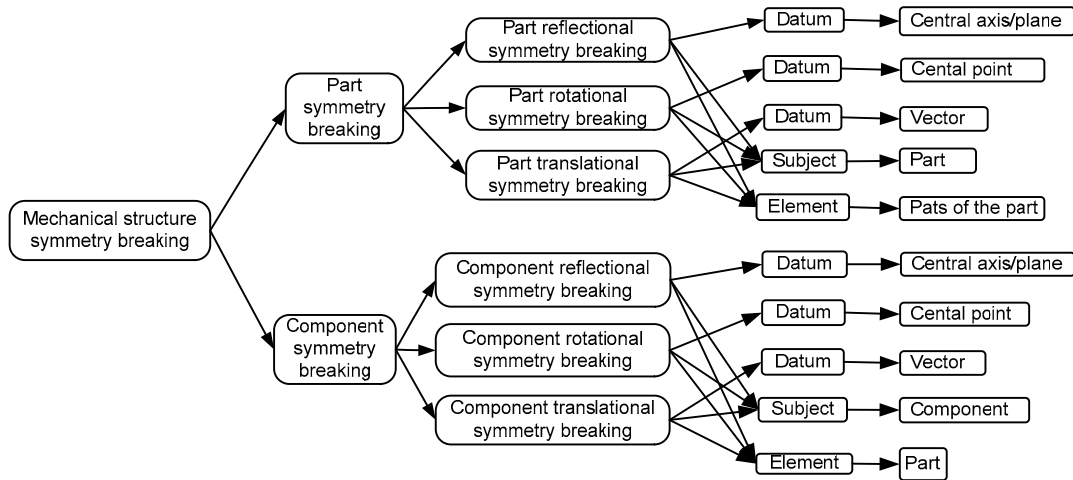 Mechanical structure
symmetry breaking
Part
symmetry
breaking
Component
symmetry
breaking
Part reflectional
symmetry breaking
Part rotational
symmetry breaking
Part translational
symmetry breaking
Component reflectional
symmetry breaking
Component rotational
symmetry breaking
Component translational
symmetry breaking
Datum
Central axis/plane
Datum
Cental point
Datum
Vector
Subject
Part
Element
Pats of the part
Datum
Central axis/plane
Datum
Cental point
Datum
Vector
Subject
Component
Element
Part